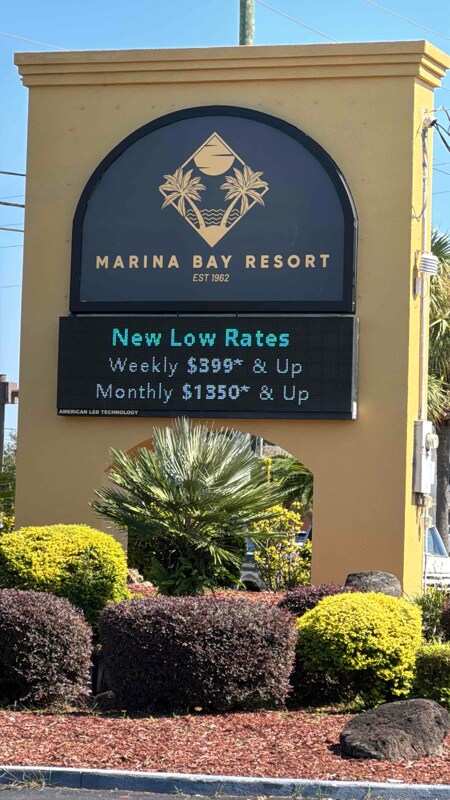 MARINA BAY RESORT
EST 1962
New Low Rates
Weekly $399* & Up
Monthly $1350* & Up
AMERICAN LED TECHNOLOGY